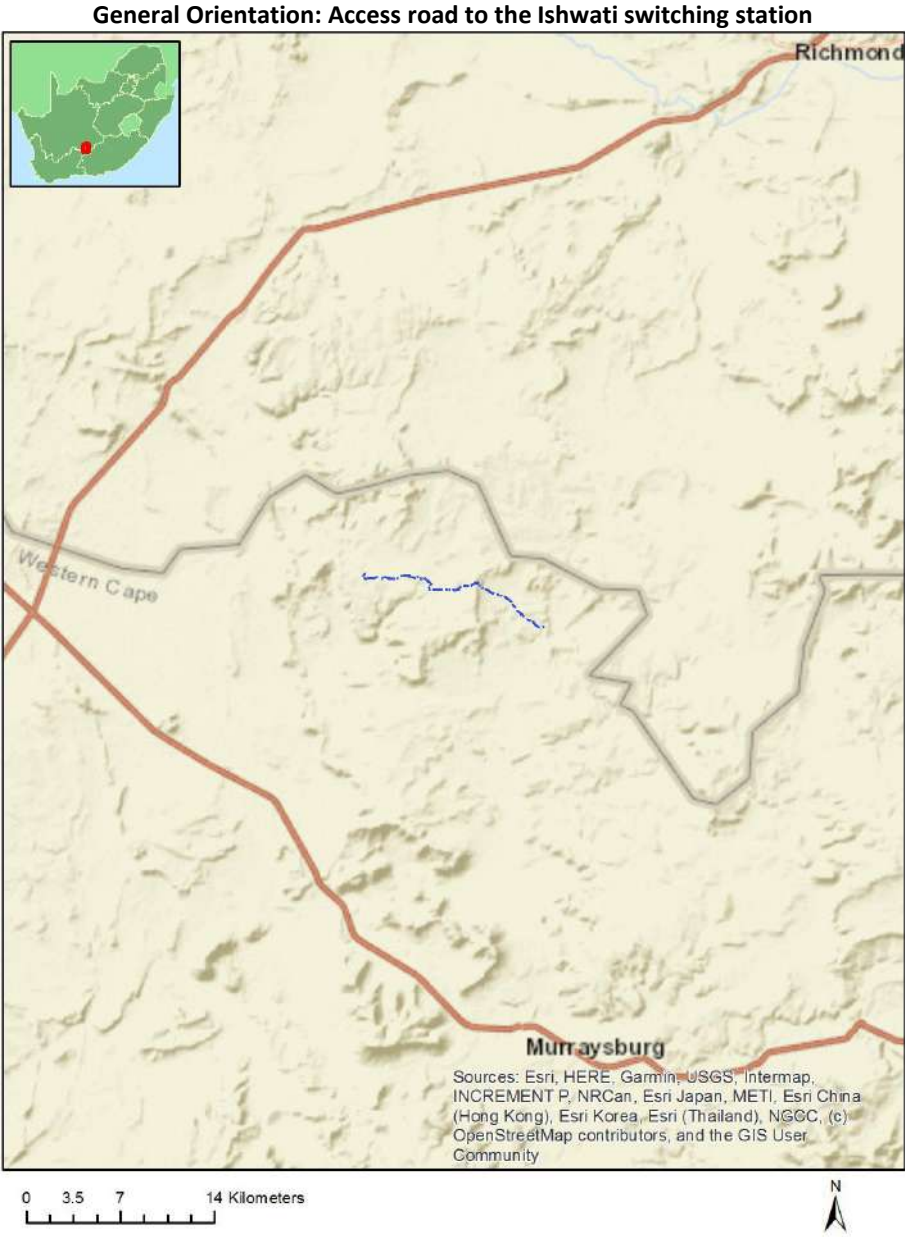 General Orientation: Access road to the Ishwati switching station
Richmond
Western Cape
Murraysburg
Sources: Esri, HERE, Garmin, USGS, Intermap,
INCREMENT P, NRCan, Esri Japan, METI, Esri China
(Hong Kong), Esri Korea, Esri (Thailand), NGCC, (c)
OpenStreetMap contributors, and the GIS User
Community
0 3.5 7 14 Kilometers
N